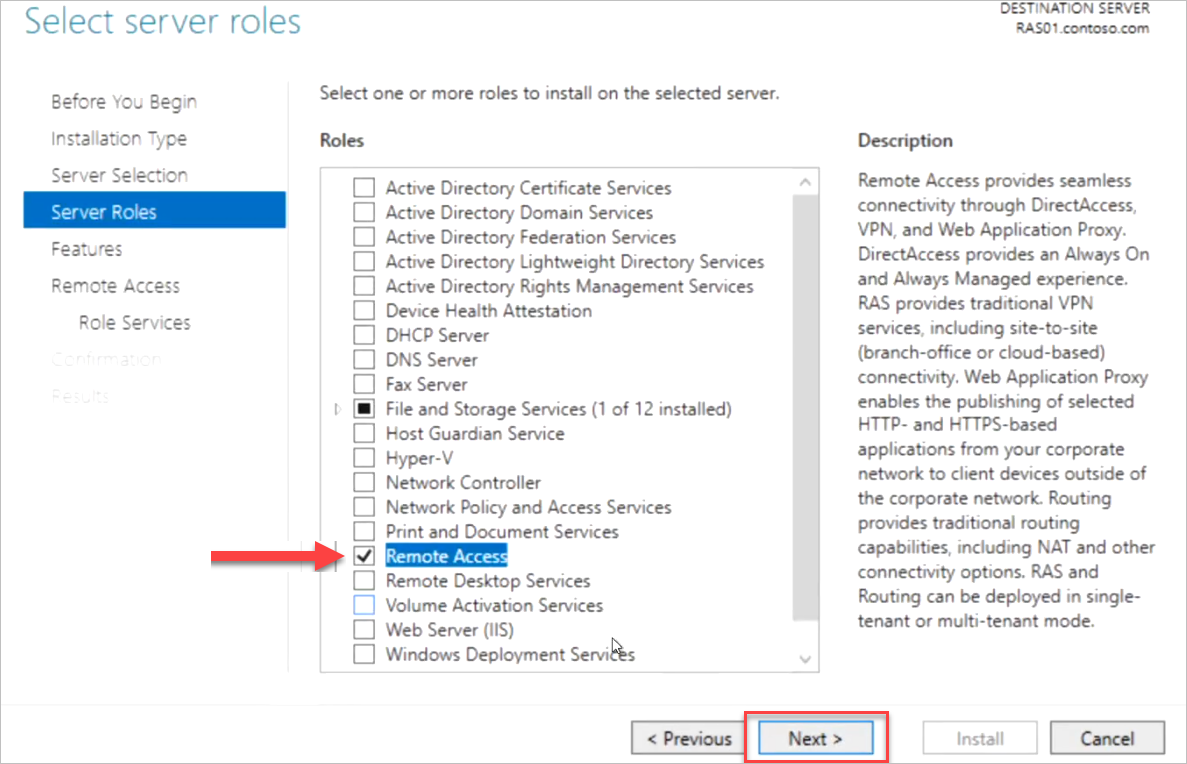 Select server roles
DESTINATION SERVER
RAS01.contoso.com
Before You Begin
Installation Type
Server Selection
Server Roles
Features
Remote Access
Role Services
Confirmation
Results
Select one or more roles to install on the selected server.
Roles
Active Directory Certificate Services
Active Directory Domain Services
Active Directory Federation Services
Active Directory Lightweight Directory Services
Active Directory Rights Management Services
Device Health Attestation
DHCP Server
DNS Server
Fax Server
File and Storage Services (1 of 12 installed)
Host Guardian Service
Hyper-V
Network Controller
Network Policy and Access Services
Print and Document Services
Remote Access
Remote Desktop Services
Volume Activation Services
Web Server (IIS)
Windows Deployment Services
Description
Remote Access provides seamless
connectivity through DirectAccess,
VPN, and Web Application Proxy.
DirectAccess provides an Always On
and Always Managed experience.
RAS provides traditional VPN
services, including site-to-site
(branch-office or cloud-based)
connectivity. Web Application Proxy
enables the publishing of selected
HTTP- and HTTPS-based
applications from your corporate
network to client devices outside of
the corporate network. Routing
provides traditional routing
capabilities, including NAT and other
connectivity options. RAS and
Routing can be deployed in single-
tenant or multi-tenant mode.
< Previous
Next >
Install
Cancel